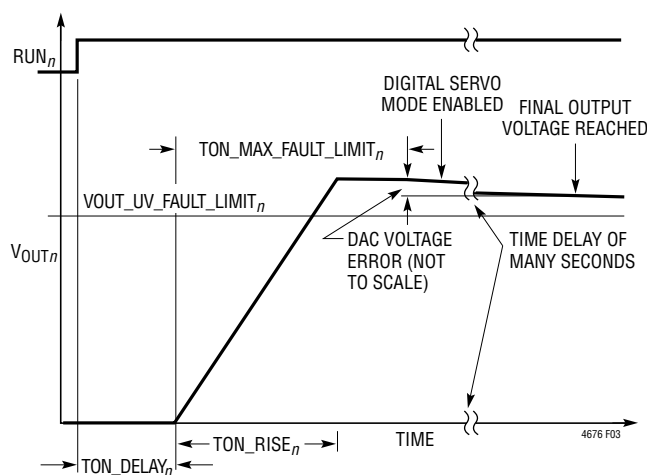 RUNn
DIGITAL SERVO
MODE ENABLED
FINAL OUTPUT
VOLTAGE REACHED
TON_MAX_FAULT_LIMITn
VOUT_UV_FAULT_LIMITn
DAC VOLTAGE
ERROR (NOT
TO SCALE)
TIME DELAY OF
MANY SECONDS
VOUTn
TON_RISEn
TIME
4676 F03
TON_DELAYn